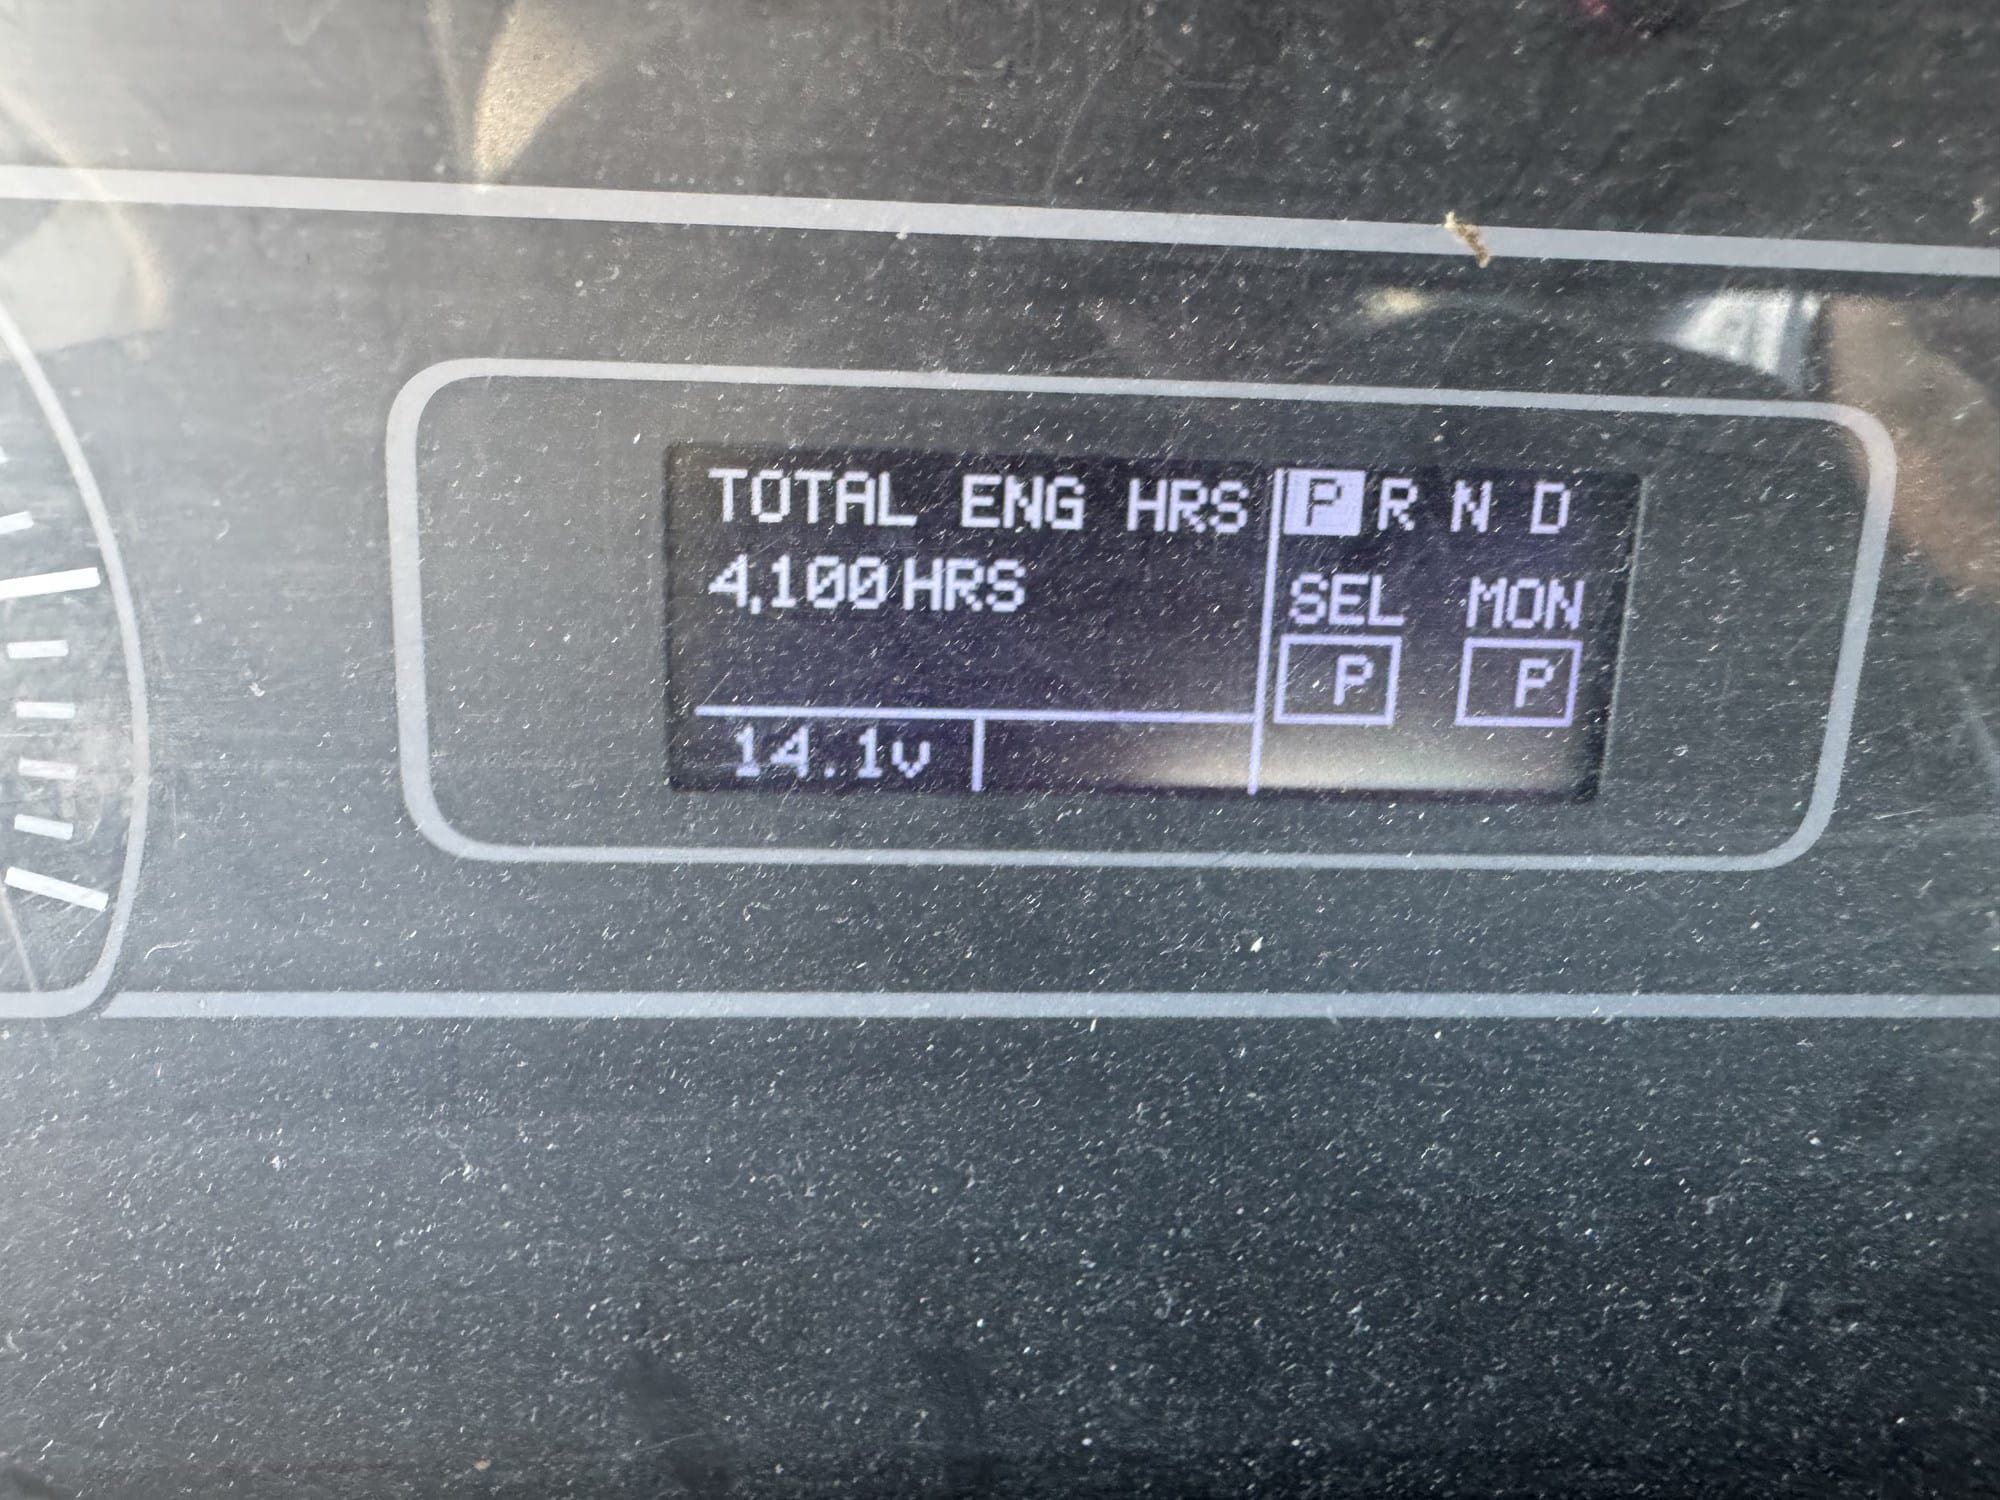 TOTAL ENG HRS
4,100 HRS
14.1v
P R N D
SEL MON
P P